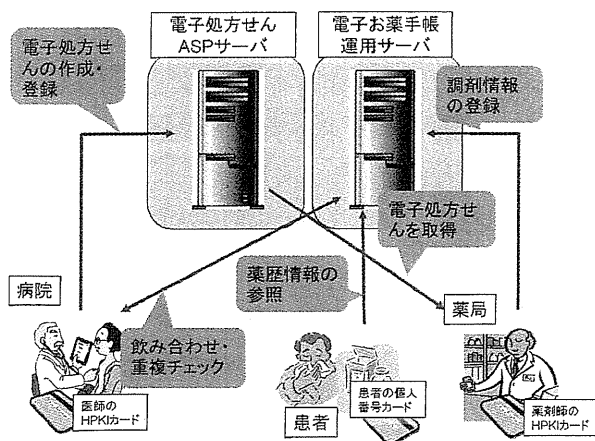 電子処方せん
ASPサーバ
電子お薬手帳
運用サーバ
電子処方せ
んの作成・
登録
調剤情報
の登録
電子処方せ
んを取得
薬歴情報の
参照
病院
薬局
飲み合わせ・
重複チェック
医師の
HPKIカード
患者
患者の個人
番号カード
薬剤師の
HPKIカード